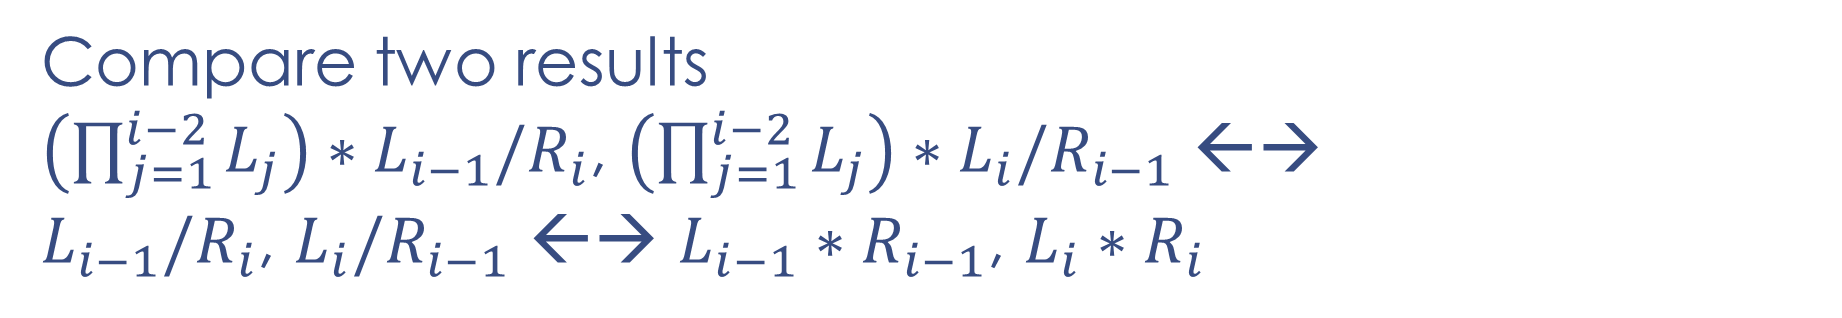 Compare two results
(∏_{j=1}^{i−2} L_j) * L_{i−1}/R_i, (∏_{j=1}^{i−2} L_j) * L_i/R_{i−1} ←→
L_{i−1}/R_i, L_i/R_{i−1} ←→ L_{i−1} * R_{i−1}, L_i * R_i